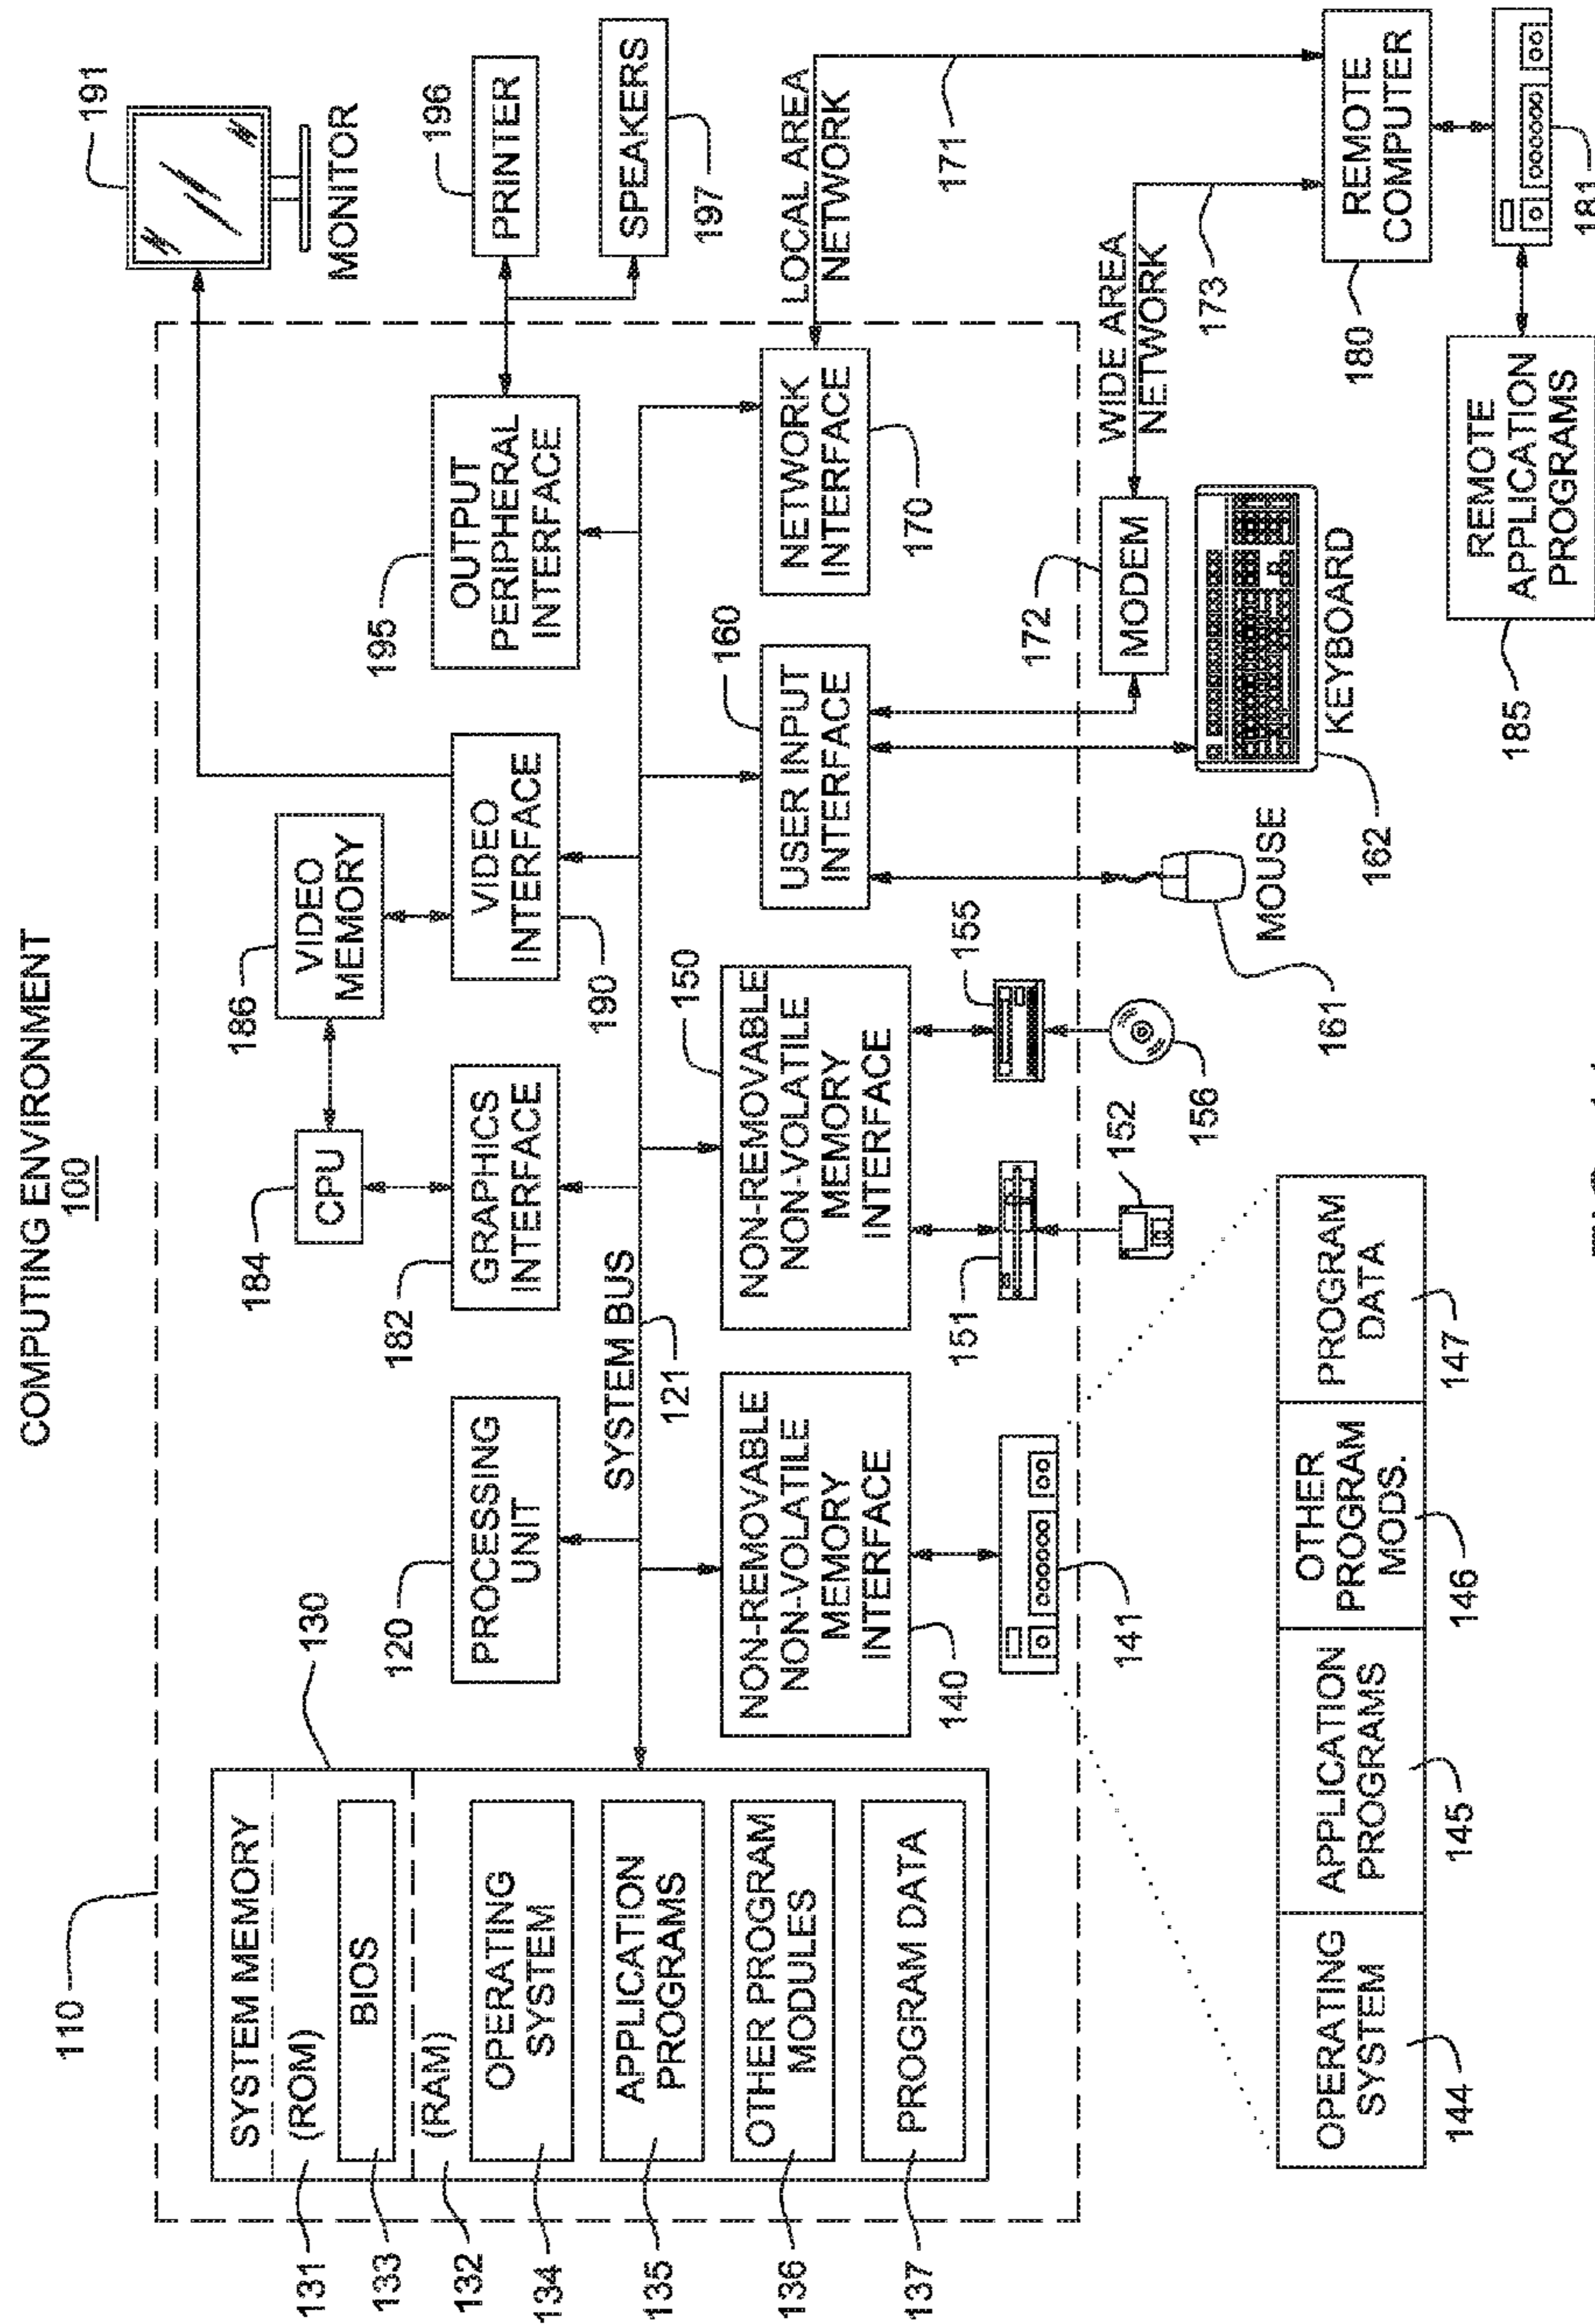 COMPUTING ENVIRONMENT
100
110
191
MONITOR
196
PRINTER
SPEAKERS
197
186
VIDEO
MEMORY
184
CPU
182
GRAPHICS
INTERFACE
VIDEO
INTERFACE
190
195
OUTPUT
PERIPHERAL
INTERFACE
120
PROCESSING
UNIT
130
SYSTEM MEMORY
131
(ROM)
133
BIOS
132
(RAM)
134
OPERATING
SYSTEM
135
APPLICATION
PROGRAMS
136
OTHER PROGRAM
MODULES
137
PROGRAM DATA
SYSTEM BUS
121
NON-REMOVABLE
NON-VOLATILE
MEMORY
INTERFACE
140
150
NON-REMOVABLE
NON-VOLATILE
MEMORY
INTERFACE
160
USER INPUT
INTERFACE
NETWORK
INTERFACE
170
LOCAL AREA
NETWORK
171
141
151
152
155
156
161
MOUSE
162
KEYBOARD
172
MODEM
WIDE AREA
NETWORK
173
180
REMOTE
COMPUTER
181
185
REMOTE
APPLICATION
PROGRAMS
OPERATING
SYSTEM
144
APPLICATION
PROGRAMS
145
OTHER
PROGRAM
MODS.
146
PROGRAM
DATA
147